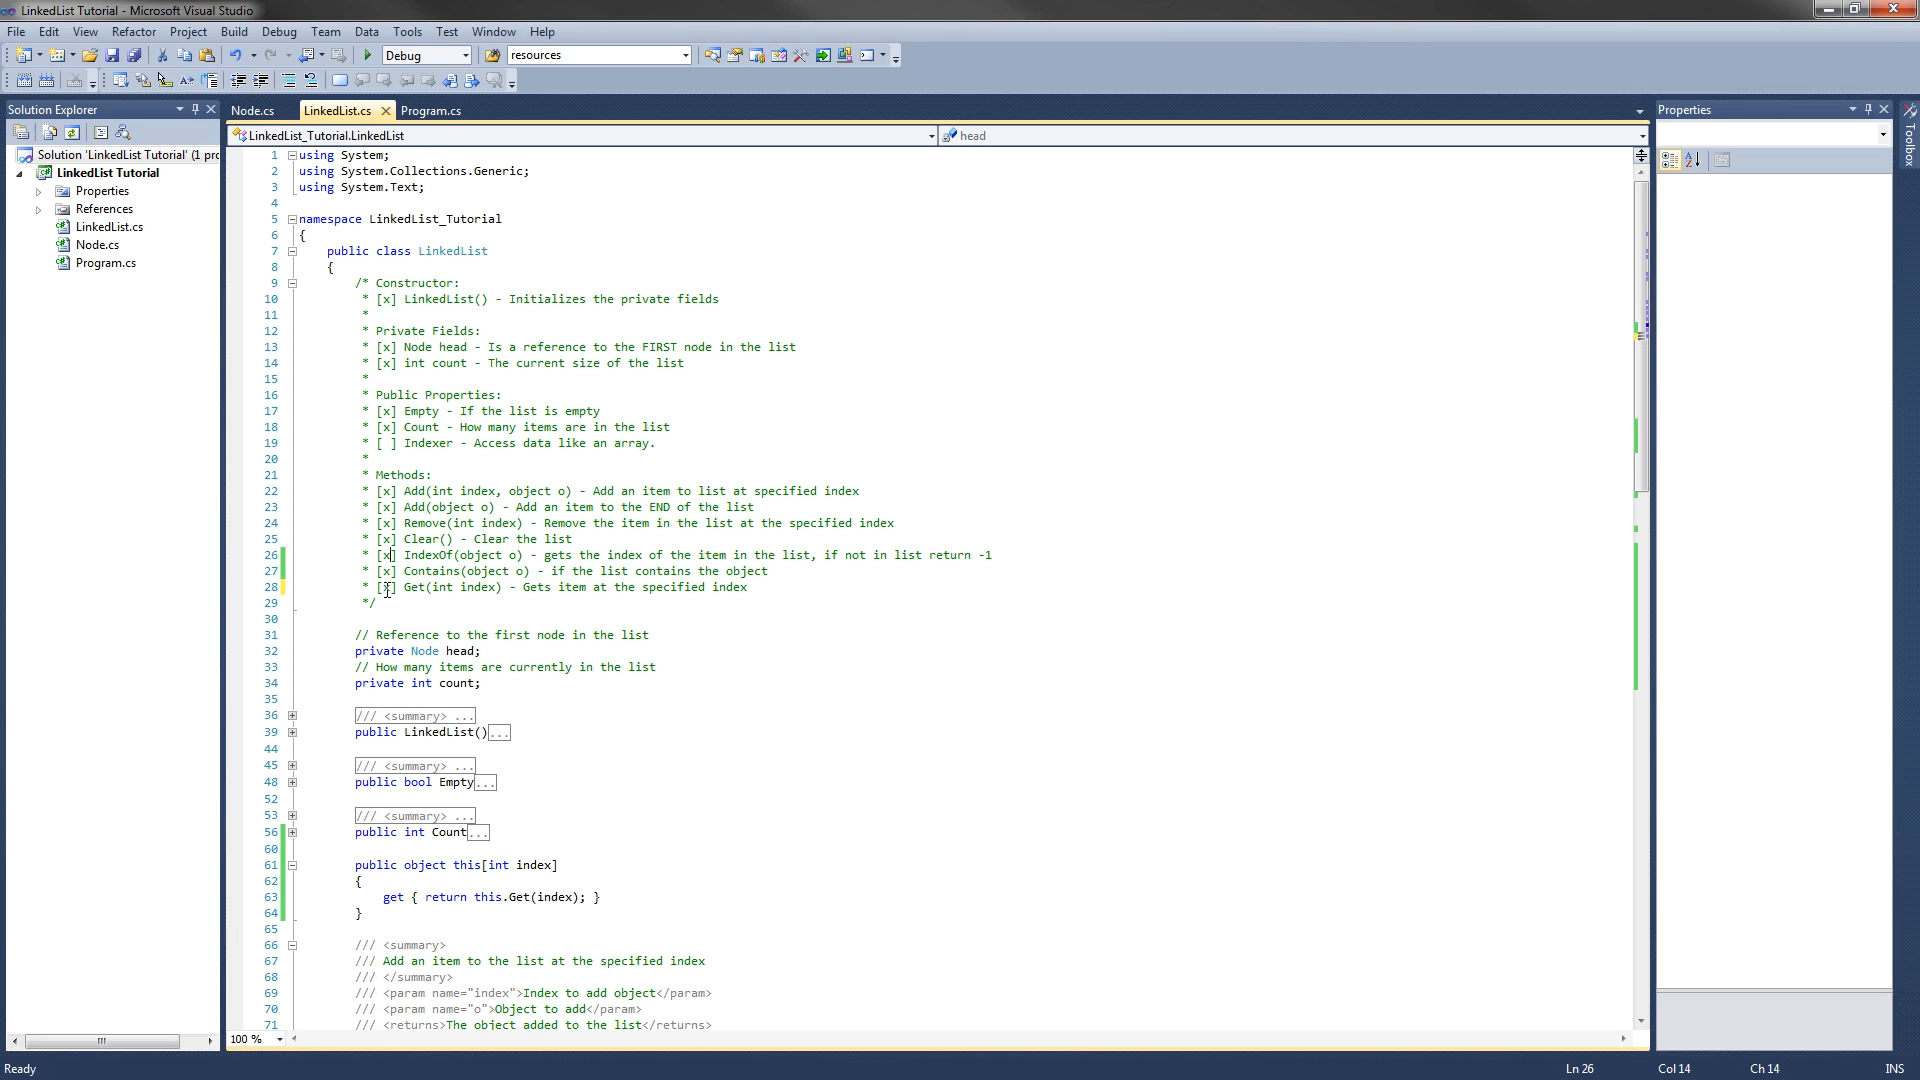 LinkedList Tutorial - Microsoft Visual Studio
File Edit View Refactor Project Build Debug Team Data Tools Test Window Help
Debug resources
Solution Explorer
Node.cs LinkedList.cs Program.cs
Properties
Toolbox
LinkedList_Tutorial.LinkedList head
Solution 'LinkedList Tutorial' (1 pro
LinkedList Tutorial
Properties
References
LinkedList.cs
Node.cs
Program.cs
1 using System;
2 using System.Collections.Generic;
3 using System.Text;
4
5 namespace LinkedList_Tutorial
6 {
7 public class LinkedList
8 {
9 /* Constructor:
10 * [x] LinkedList() - Initializes the private fields
11 *
12 * Private Fields:
13 * [x] Node head - Is a reference to the FIRST node in the list
14 * [x] int count - The current size of the list
15 *
16 * Public Properties:
17 * [x] Empty - If the list is empty
18 * [x] Count - How many items are in the list
19 * [ ] Indexer - Access data like an array.
20 *
21 * Methods:
22 * [x] Add(int index, object o) - Add an item to list at specified index
23 * [x] Add(object o) - Add an item to the END of the list
24 * [x] Remove(int index) - Remove the item in the list at the specified index
25 * [x] Clear() - Clear the list
26 * [x] IndexOf(object o) - gets the index of the item in the list, if not in list return -1
27 * [x] Contains(object o) - if the list contains the object
28 * [x] Get(int index) - Gets item at the specified index
29 */
30
31 // Reference to the first node in the list
32 private Node head;
33 // How many items are currently in the list
34 private int count;
35
36 /// <summary> ...
39 public LinkedList()...
44
45 /// <summary> ...
48 public bool Empty...
52
53 /// <summary> ...
56 public int Count...
60
61 public object this[int index]
62 {
63 get { return this.Get(index); }
64 }
65
66 /// <summary>
67 /// Add an item to the list at the specified index
68 /// </summary>
69 /// <param name="index">Index to add object</param>
70 /// <param name="o">Object to add</param>
71 /// <returns>The object added to the list</returns>
100 %
Ready Ln 26 Col 14 Ch 14 INS